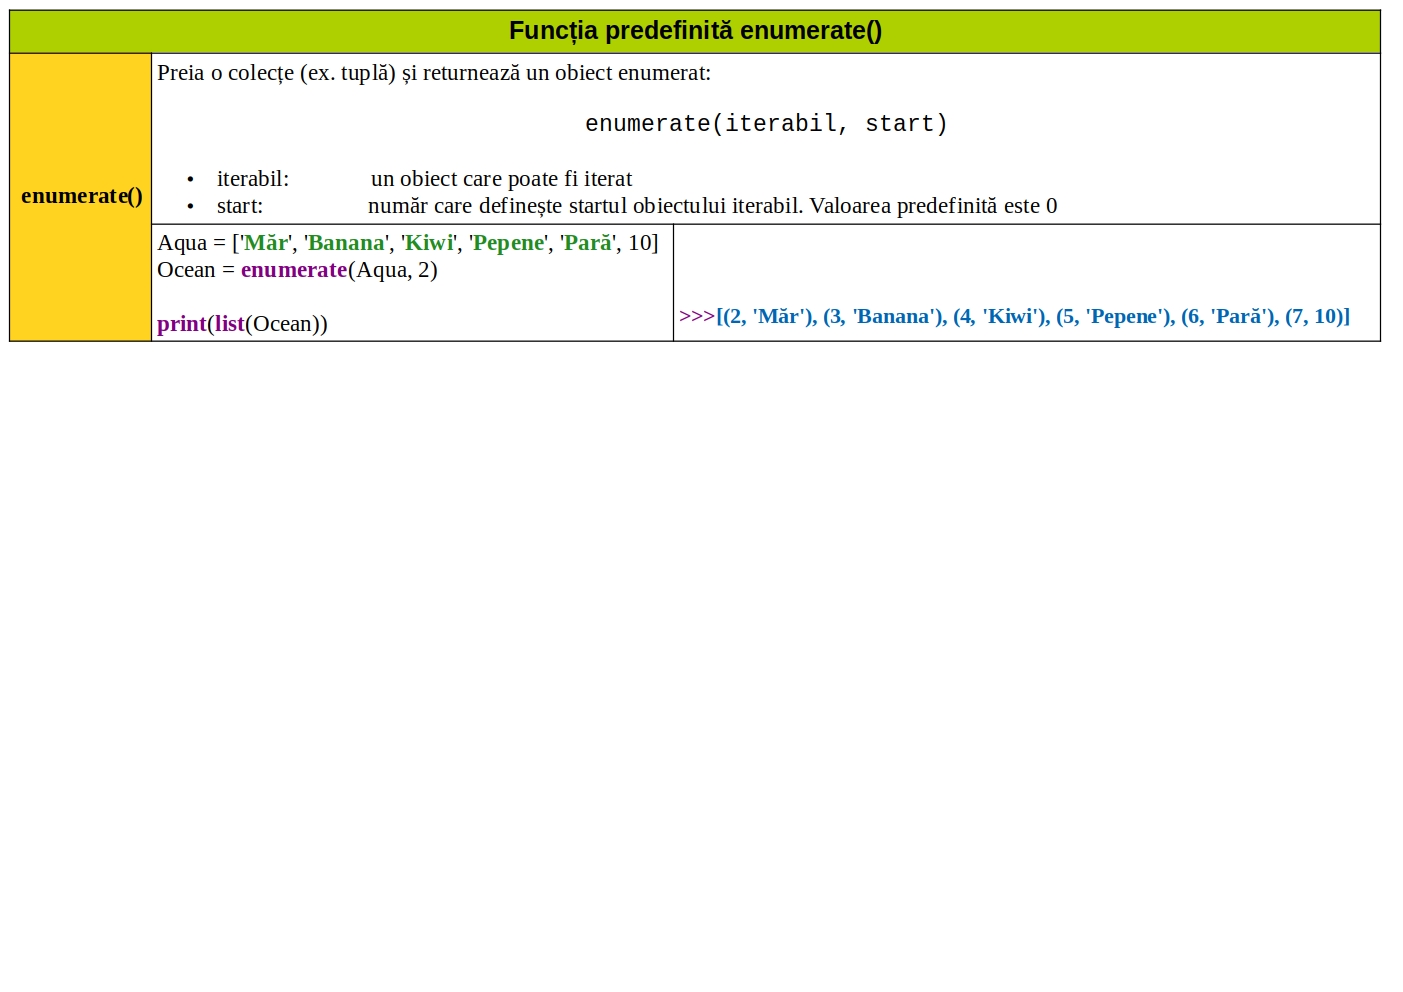 Funcția predefinită enumerate()
enumerate()
Preia o colecțe (ex. tuplă) și returnează un obiect enumerat:
enumerate(iterabil, start)
• iterabil: un obiect care poate fi iterat
• start: număr care definește startul obiectului iterabil. Valoarea predefinită este 0
Aqua = ['Măr', 'Banana', 'Kiwi', 'Pepene', 'Pară', 10]
Ocean = enumerate(Aqua, 2)
print(list(Ocean))
>>>[(2, 'Măr'), (3, 'Banana'), (4, 'Kiwi'), (5, 'Pepene'), (6, 'Pară'), (7, 10)]